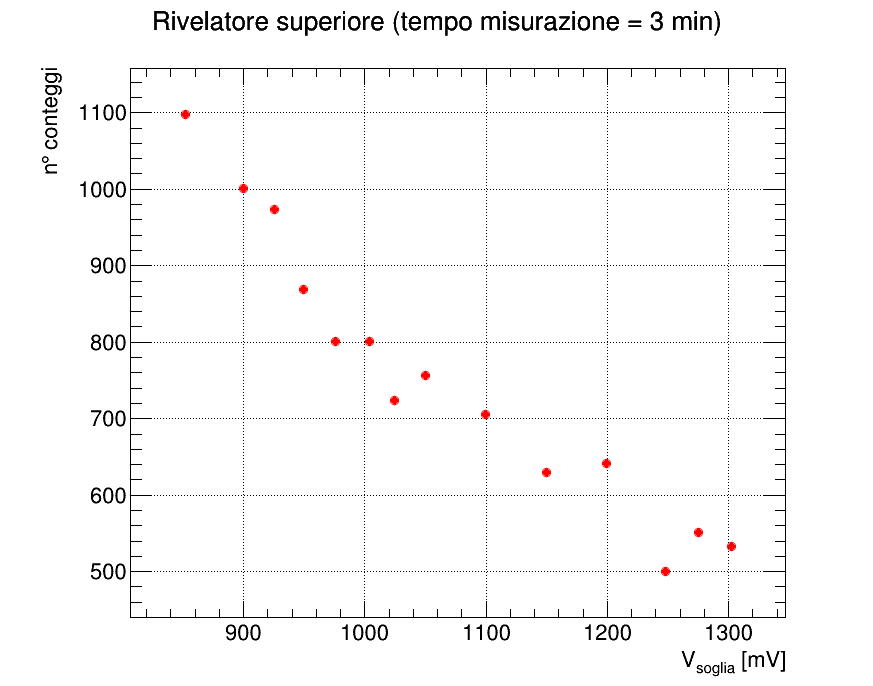 Rivelatore superiore (tempo misurazione = 3 min)
n° conteggi
1100
1000
900
800
700
600
500
900 1000 1100 1200 1300
V_soglia [mV]